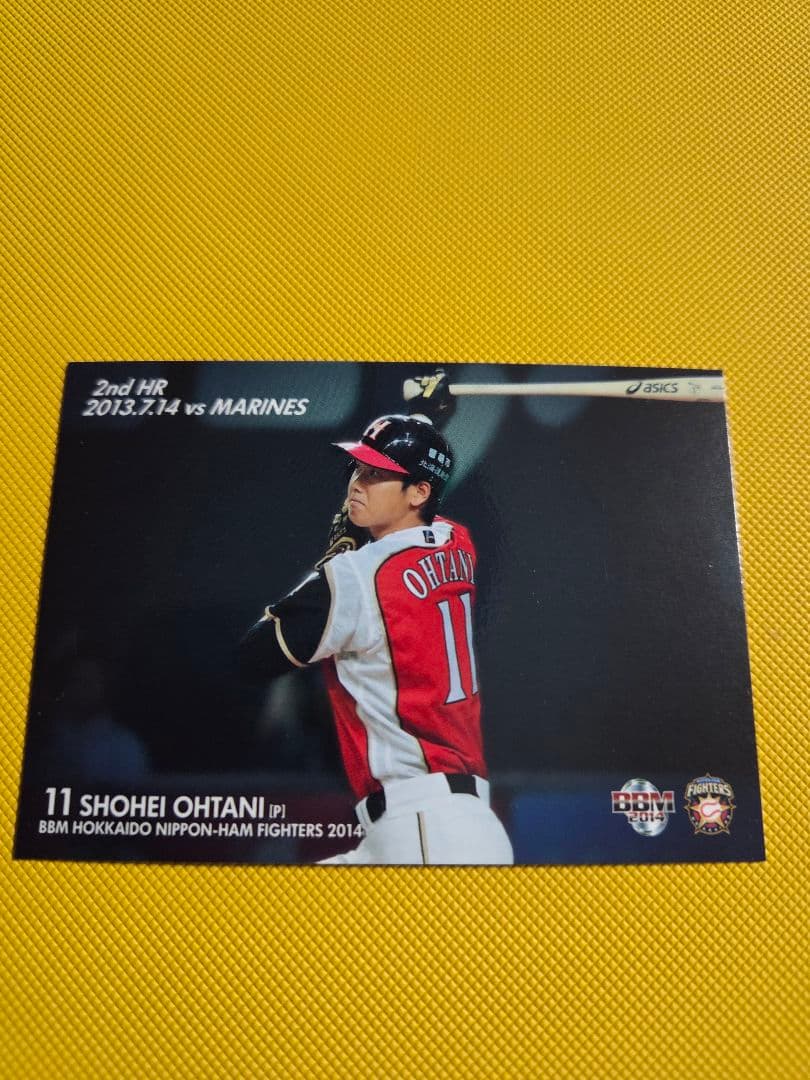 2nd HR
2013.7.14 vs MARINES
asics
H
OHTANI
11
11 SHOHEI OHTANI [P]
BBM HOKKAIDO NIPPON-HAM FIGHTERS 2014
BBM
2014
FIGHTERS